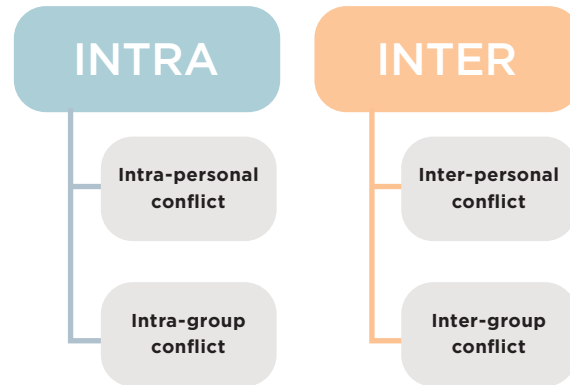 INTRA
Intra-personal
conflict
Intra-group
conflict
INTER
Inter-personal
conflict
Inter-group
conflict